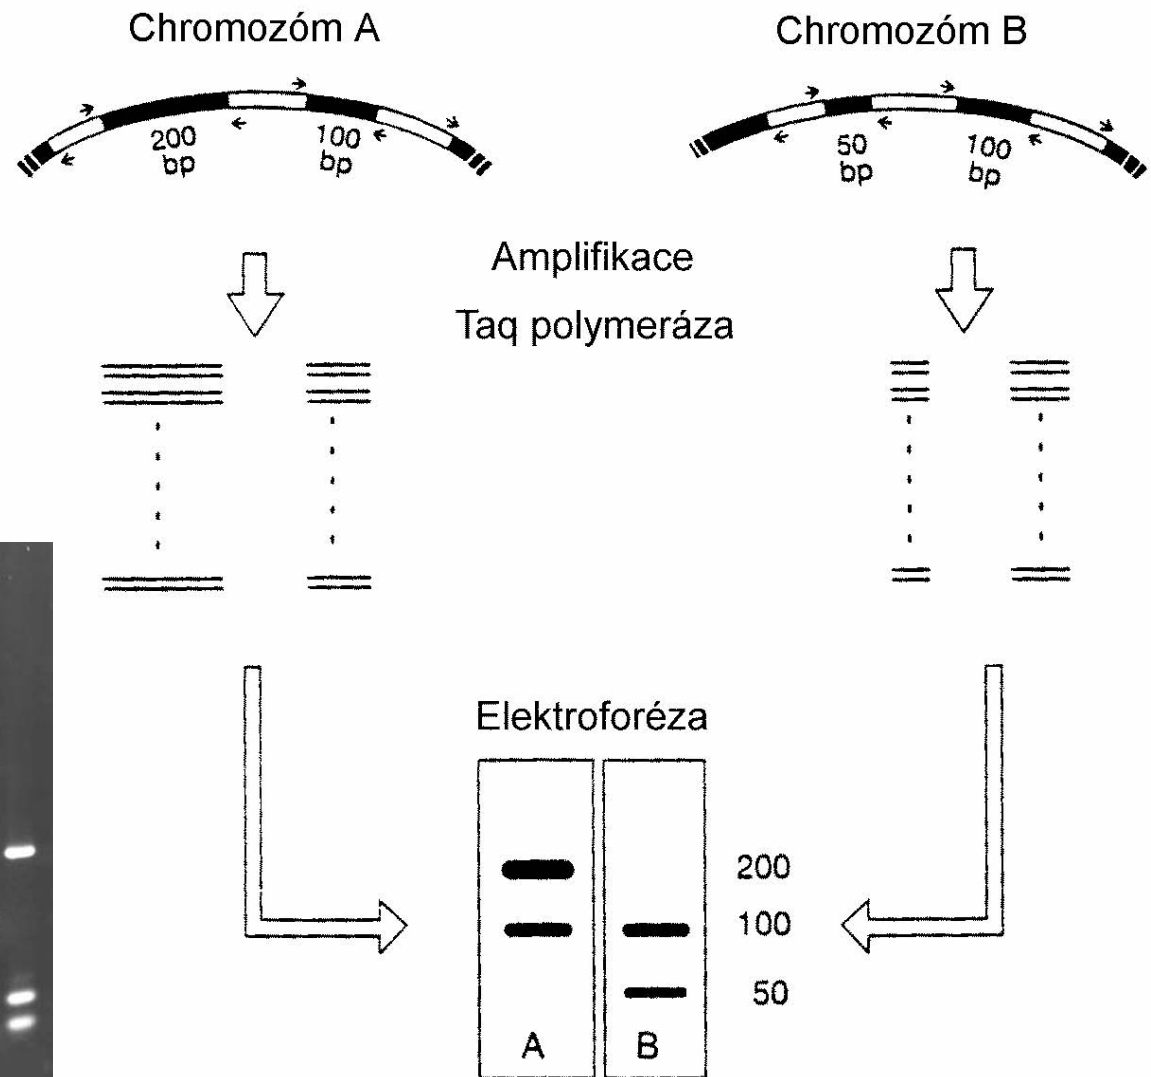 Chromozóm A
Chromozóm B
200
bp
100
bp
50
bp
100
bp
Amplifikace
Taq polymeráza
Elektroforéza
200
100
50
A
B